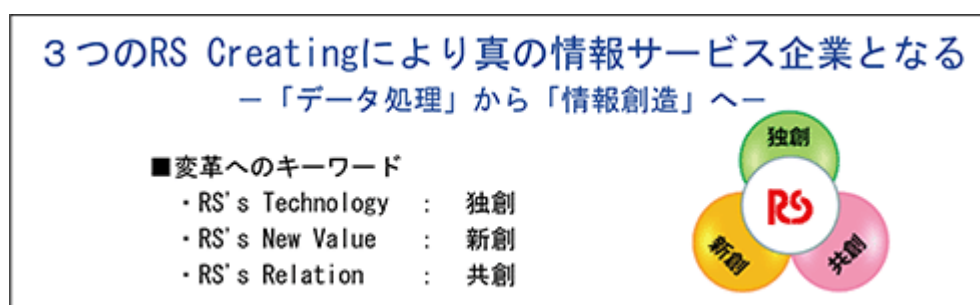 ３つのRS Creatingにより真の情報サービス企業となる
－「データ処理」から「情報創造」へ－
■変革へのキーワード
・RS's Technology ： 独創
・RS's New Value ： 新創
・RS's Relation ： 共創
独創
RS
新創
共創